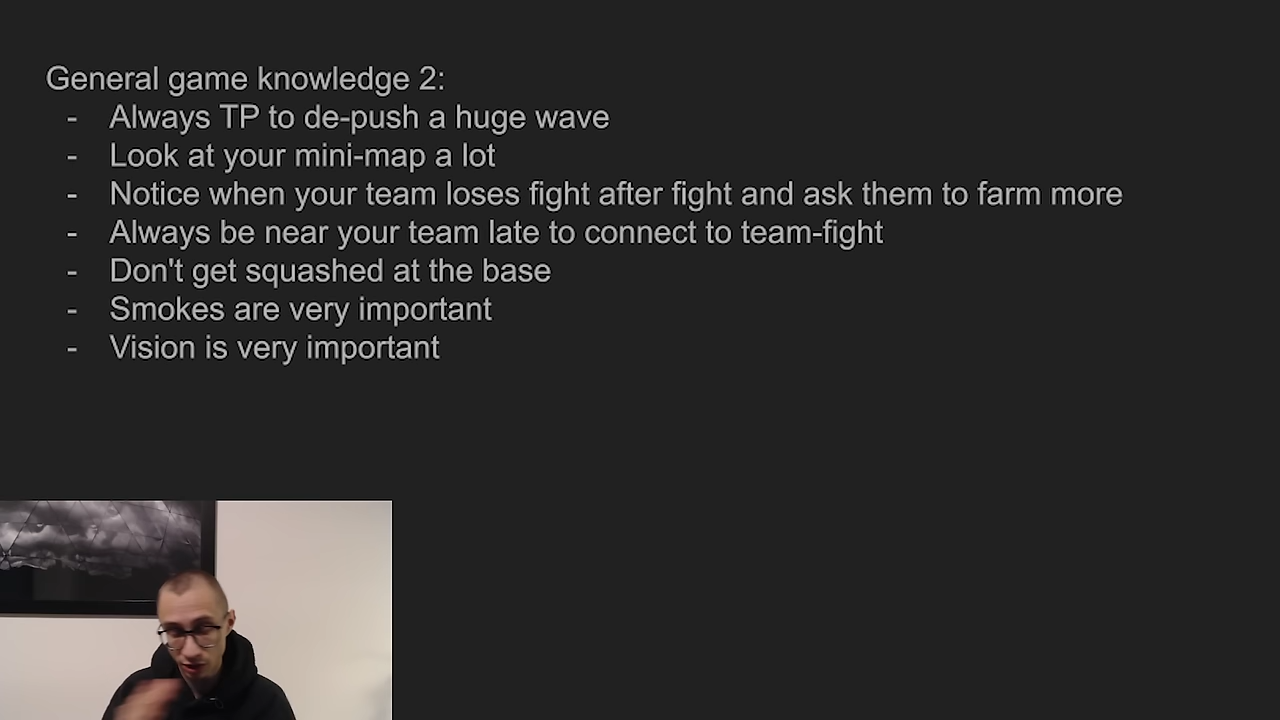 General game knowledge 2:
- Always TP to de-push a huge wave
- Look at your mini-map a lot
- Notice when your team loses fight after fight and ask them to farm more
- Always be near your team late to connect to team-fight
- Don't get squashed at the base
- Smokes are very important
- Vision is very important